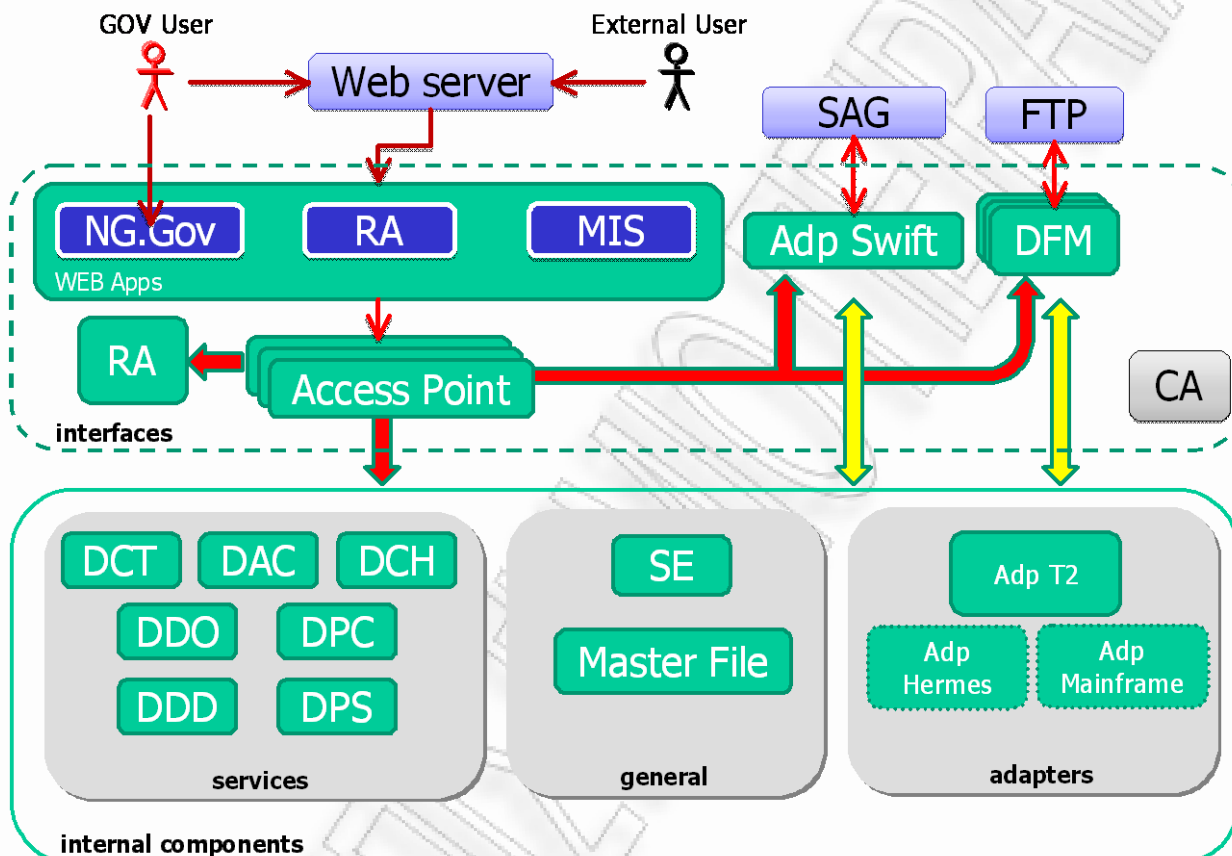 GOV User
External User
Web server
SAG
FTP
NG.Gov
RA
MIS
WEB Apps
Adp Swift
DFM
RA
Access Point
CA
interfaces
DCT
DAC
DCH
DDO
DPC
DDD
DPS
services
SE
Master File
general
Adp T2
Adp
Hermes
Adp
Mainframe
adapters
internal components